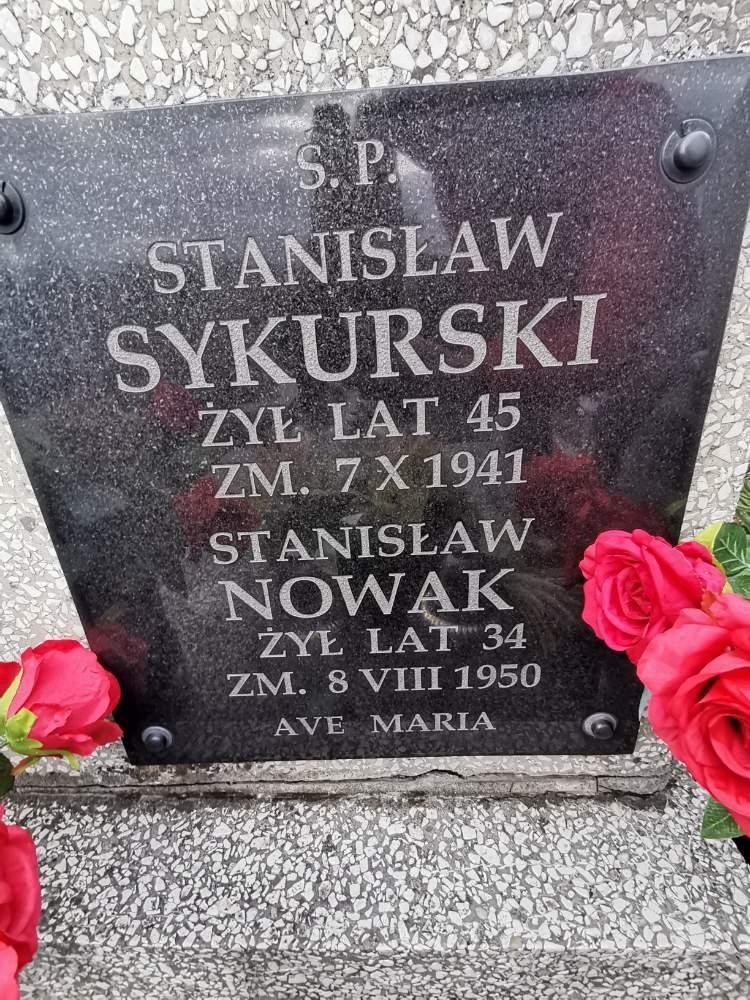 S. P.
STANISŁAW
SYKURSKI
ŻYŁ LAT 45
ZM. 7 X 1941
STANISŁAW
NOWAK
ŻYŁ LAT 34
ZM. 8 VIII 1950
AVE MARIA